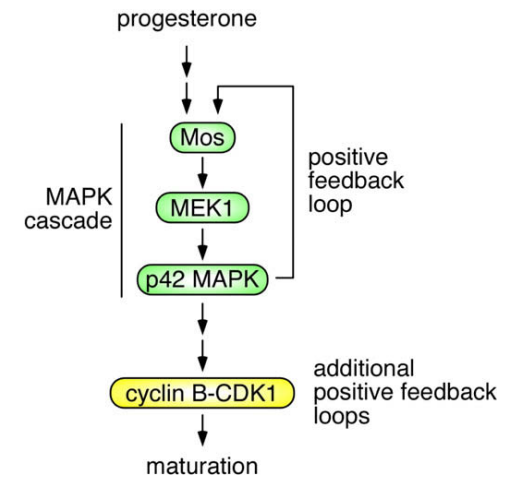 progesterone
Mos
positive
feedback
loop
MAPK
cascade
MEK1
p42 MAPK
cyclin B-CDK1
additional
positive feedback
loops
maturation